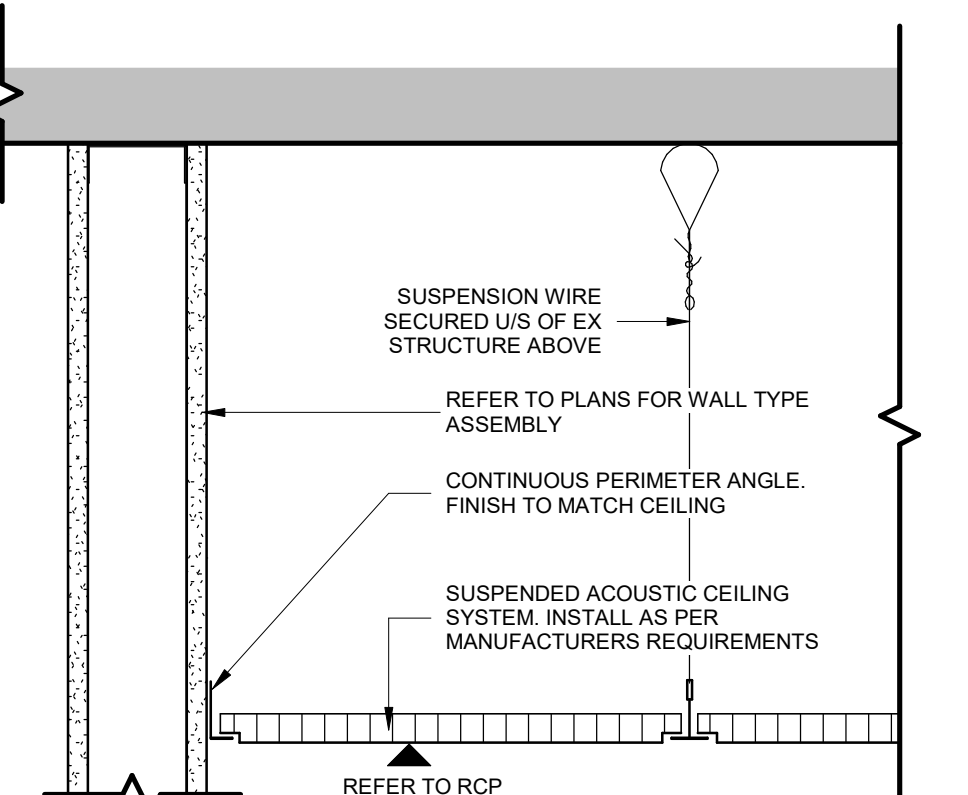 SUSPENSION WIRE
SECURED U/S OF EX
STRUCTURE ABOVE
REFER TO PLANS FOR WALL TYPE
ASSEMBLY
CONTINUOUS PERIMETER ANGLE.
FINISH TO MATCH CEILING
SUSPENDED ACOUSTIC CEILING
SYSTEM. INSTALL AS PER
MANUFACTURERS REQUIREMENTS
REFER TO RCP